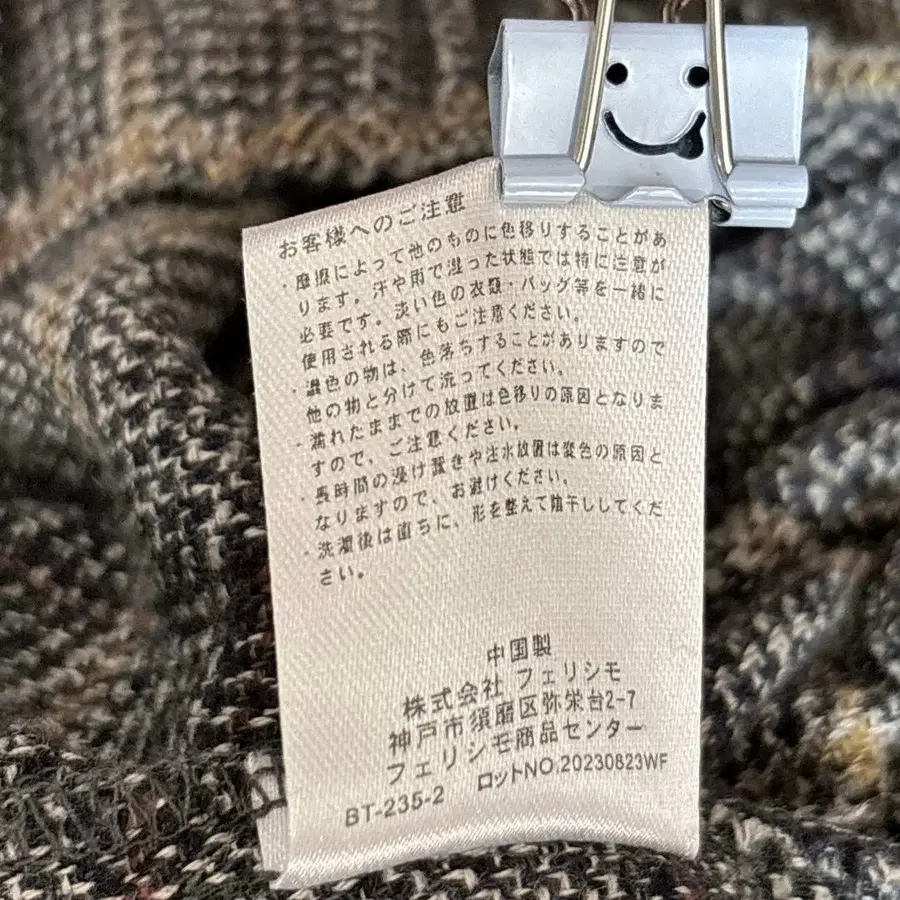 お客様へのご注意
・摩擦によって他のものに色移りすることがあ
ります。汗や雨で湿った状態では特に注意が
必要です。淡い色の衣類・バッグ等を一緒に
使用される際にもご注意ください。
・濃色の物は、色落ちすることがありますので
他の物と分けて洗ってください。
・濡れたままでの放置は色移りの原因となりま
すので、ご注意ください。
・長時間の浸け置きや注水放置は変色の原因と
なりますので、お避けください。
・洗濯後は直ちに、形を整えて陰干ししてくだ
さい。
中国製
株式会社 フェリシモ
神戸市須磨区弥栄台2-7
フェリシモ商品センター
BT-235-2 ロットNO.20230823WF